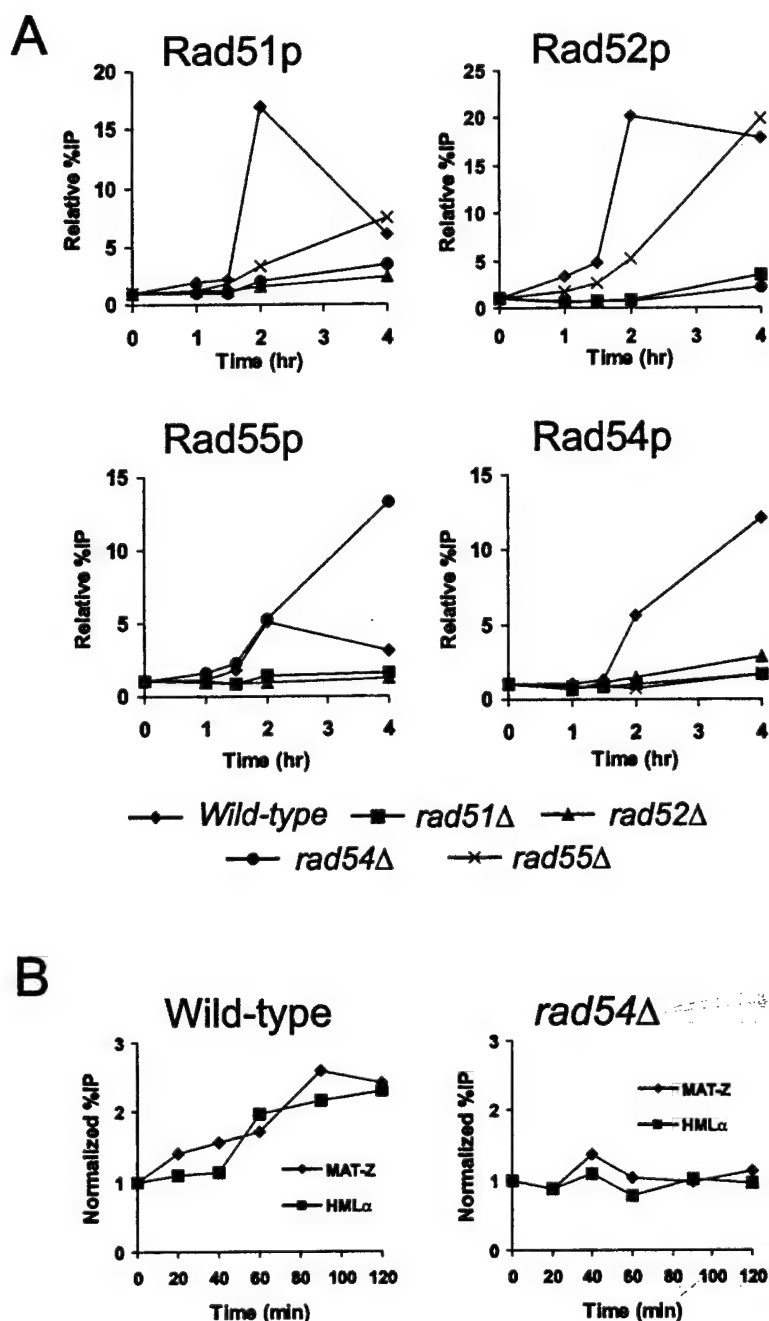 A
Rad51p
Rad52p
Relative %IP
20
15
10
5
0
0 1 2 3 4
Time (hr)
Relative %IP
25
20
15
10
5
0
0 1 2 3 4
Time (hr)
Rad55p
Rad54p
Relative %IP
15
10
5
0
0 1 2 3 4
Time (hr)
Relative %IP
15
10
5
0
0 1 2 3 4
Time (hr)
Wild-type rad51Δ rad52Δ
rad54Δ rad55Δ
B
Wild-type
rad54Δ
Normalized %IP
3
2
1
0
MAT-Z
HMLα
0 20 40 60 80 100 120
Time (min)
Normalized %IP
3
2
1
0
MAT-Z
HMLα
0 20 40 60 80 100 120
Time (min)